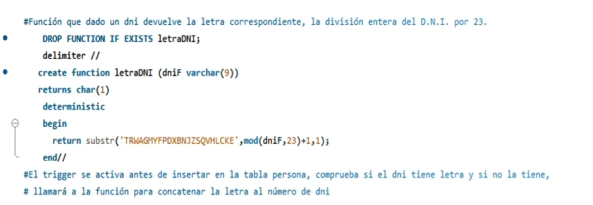 #Función que dado un dni devuelve la letra correspondiente, la división entera del D.N.I. por 23.
DROP FUNCTION IF EXISTS letraDNI;
delimiter //
create function letraDNI (dniF varchar(9))
returns char(1)
deterministic
begin
return substr('TRWAGMYFPDXBNJZSQVHLCKE',mod(dniF,23)+1,1);
end//
#El trigger se activa antes de insertar en la tabla persona, comprueba si el dni tiene letra y si no la tiene,
# llamará a la función para concatenar la letra al número de dni